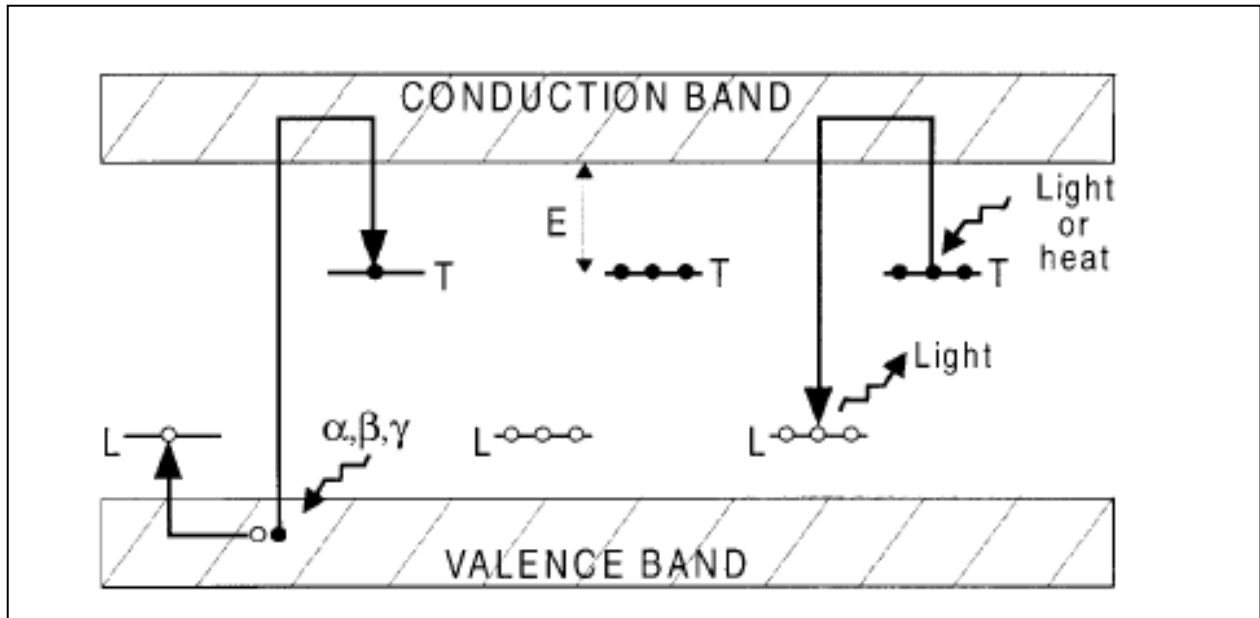 CONDUCTION BAND
E
Light
or
heat
T
T
T
Light
α,β,γ
L
L
L
VALENCE BAND